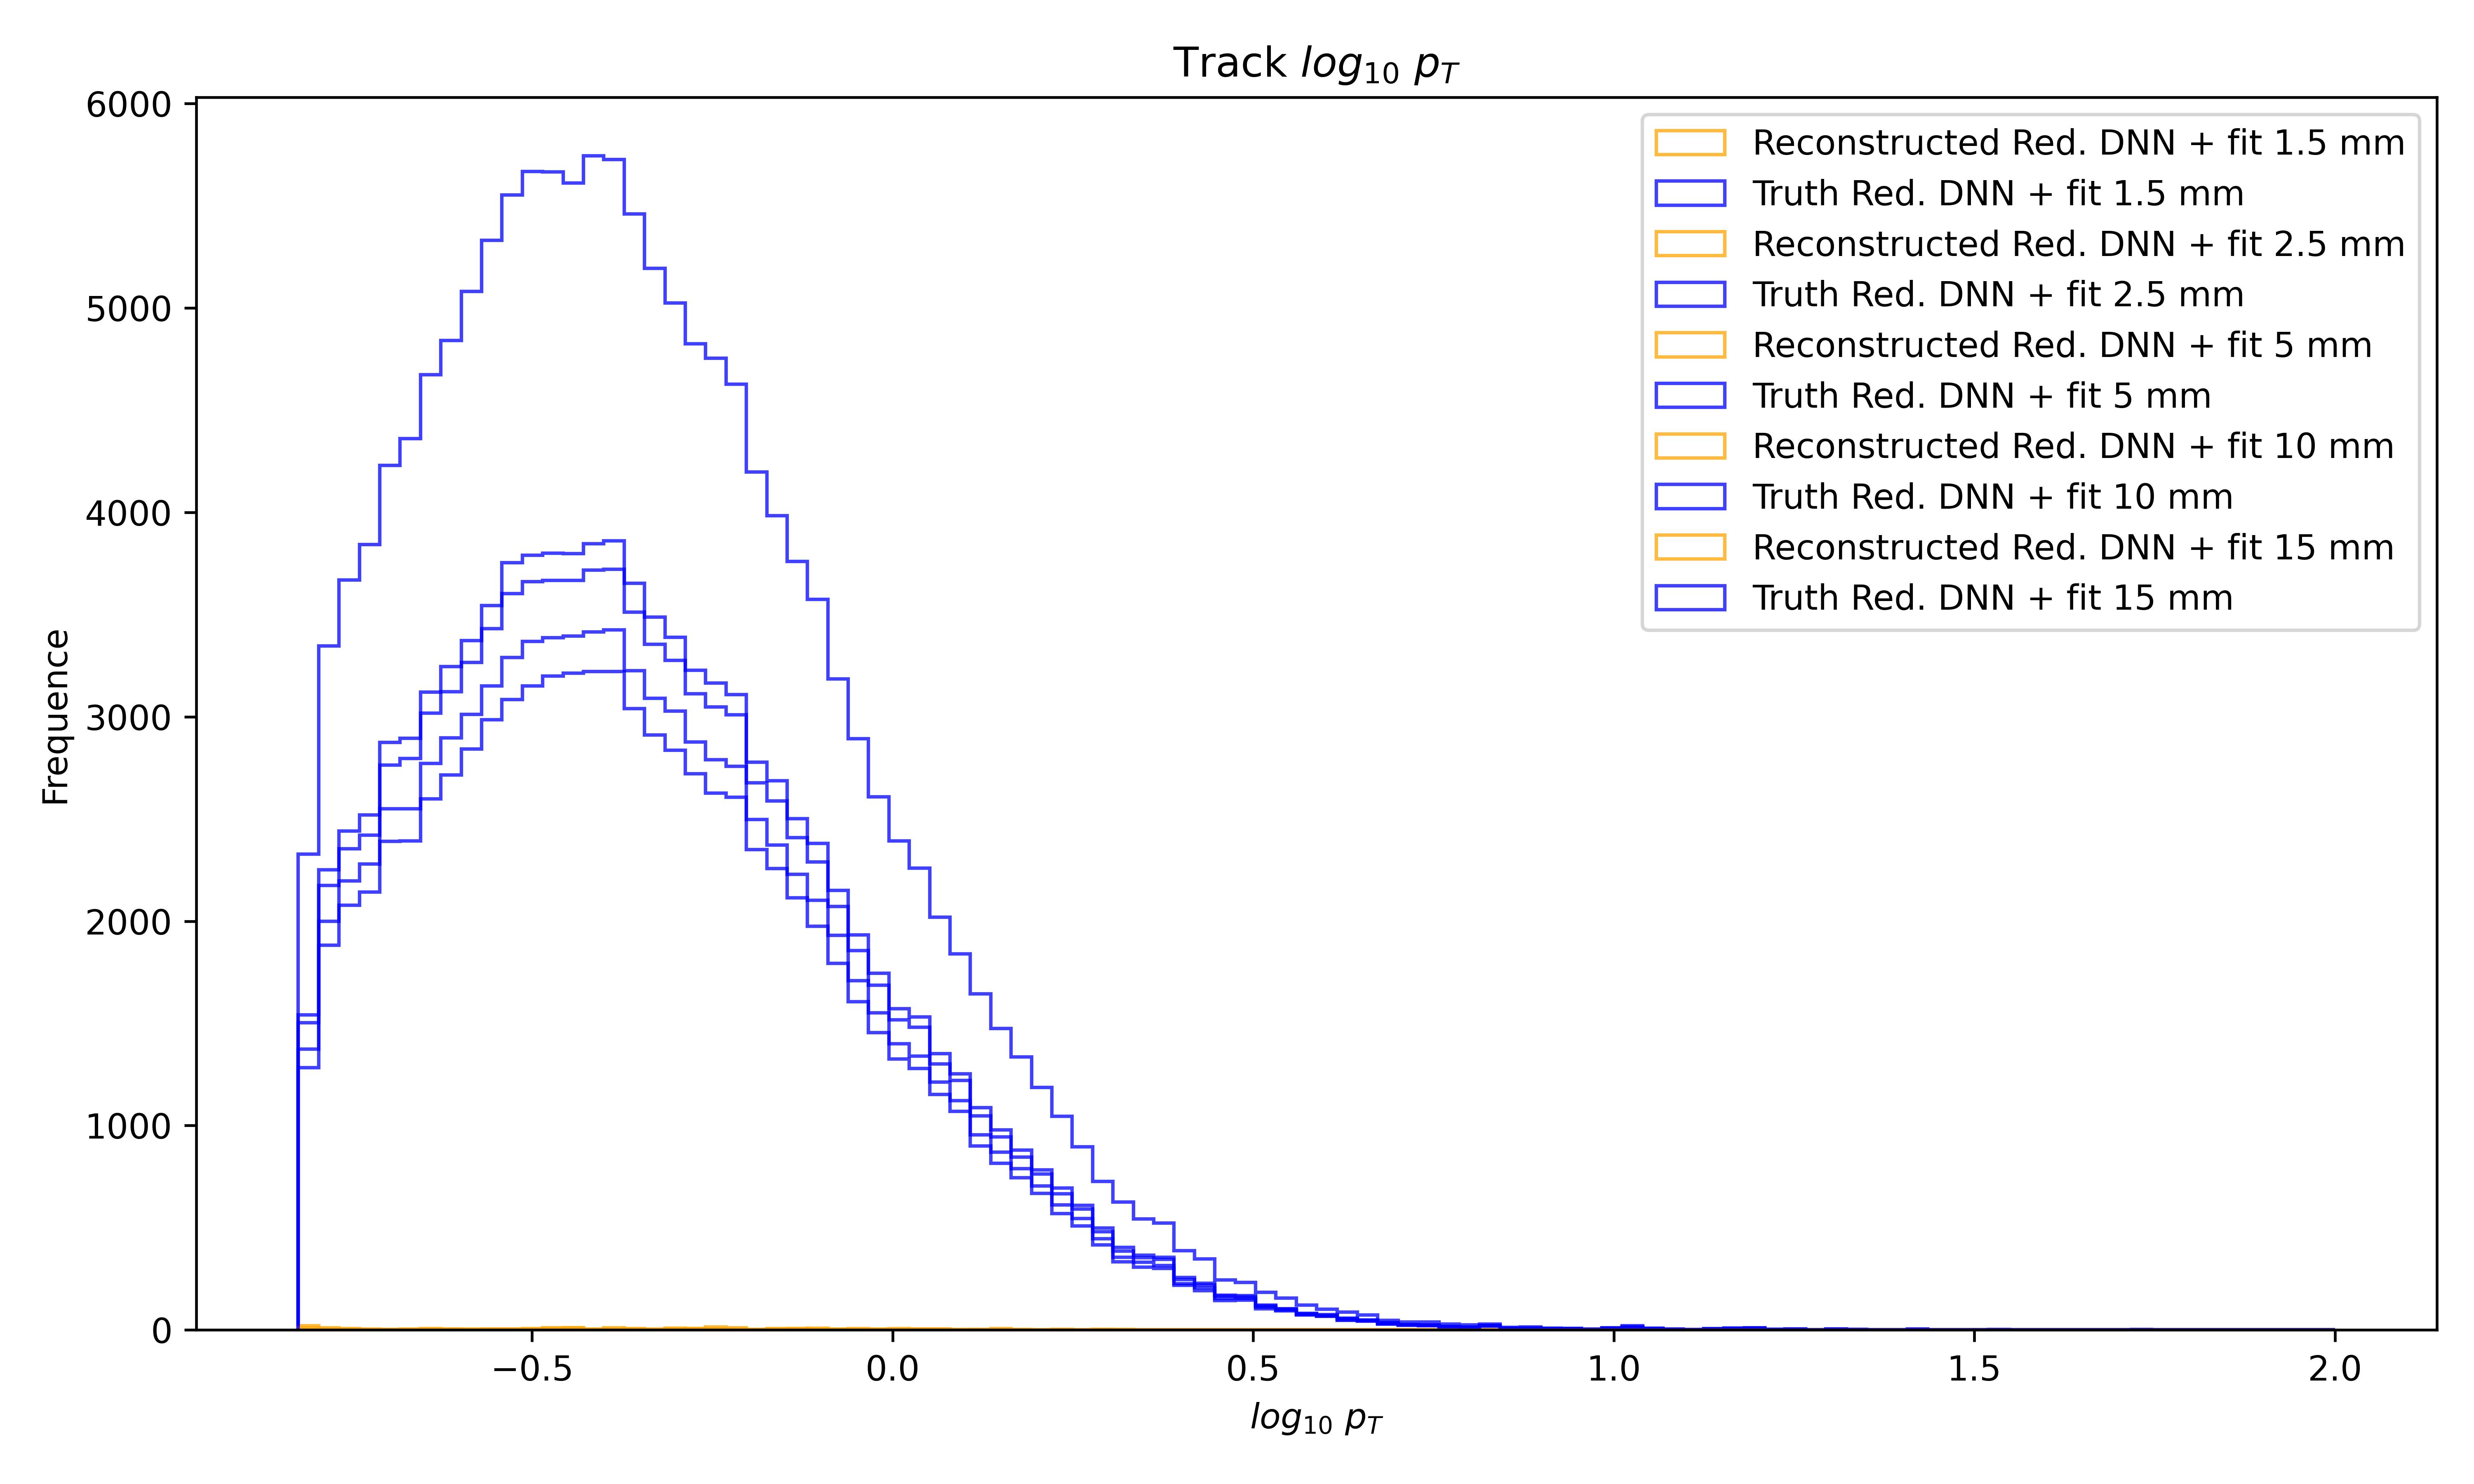 Track log₁₀ p_T
6000
5000
4000
3000
2000
1000
0
Frequence
Reconstructed Red. DNN + fit 1.5 mm
Truth Red. DNN + fit 1.5 mm
Reconstructed Red. DNN + fit 2.5 mm
Truth Red. DNN + fit 2.5 mm
Reconstructed Red. DNN + fit 5 mm
Truth Red. DNN + fit 5 mm
Reconstructed Red. DNN + fit 10 mm
Truth Red. DNN + fit 10 mm
Reconstructed Red. DNN + fit 15 mm
Truth Red. DNN + fit 15 mm
−0.5 0.0 0.5 1.0 1.5 2.0
log₁₀ p_T